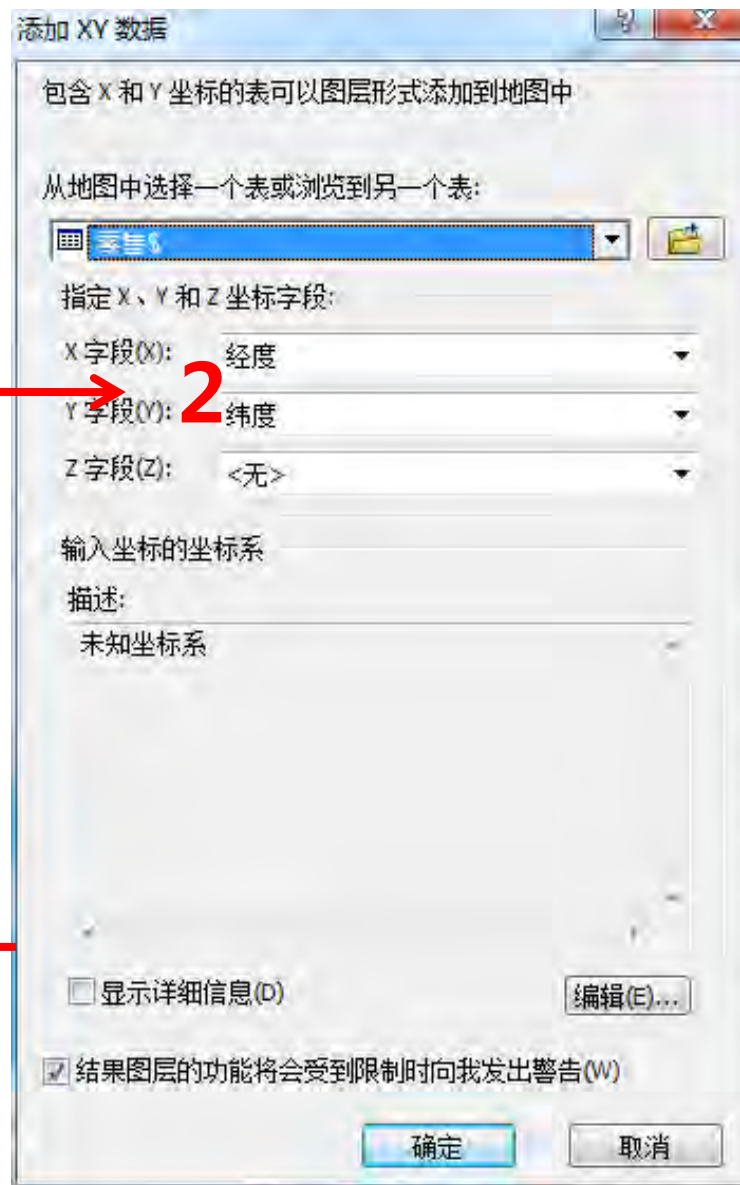 添加 XY 数据
包含 X 和 Y 坐标的表可以图层形式添加到地图中
从地图中选择一个表或浏览到另一个表:
零售$
指定 X、Y 和 Z 坐标字段:
X 字段(X): 经度
2
Y 字段(Y): 纬度
Z 字段(Z): <无>
输入坐标的坐标系
描述:
未知坐标系
显示详细信息(D) 编辑(E)...
结果图层的功能将会受到限制时向我发出警告(W)
确定 取消